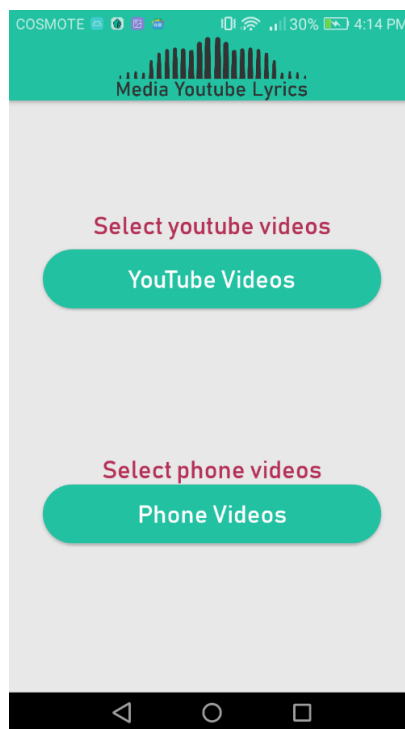 COSMOTE 30% 4:14 PM
Media Youtube Lyrics
Select youtube videos
YouTube Videos
Select phone videos
Phone Videos